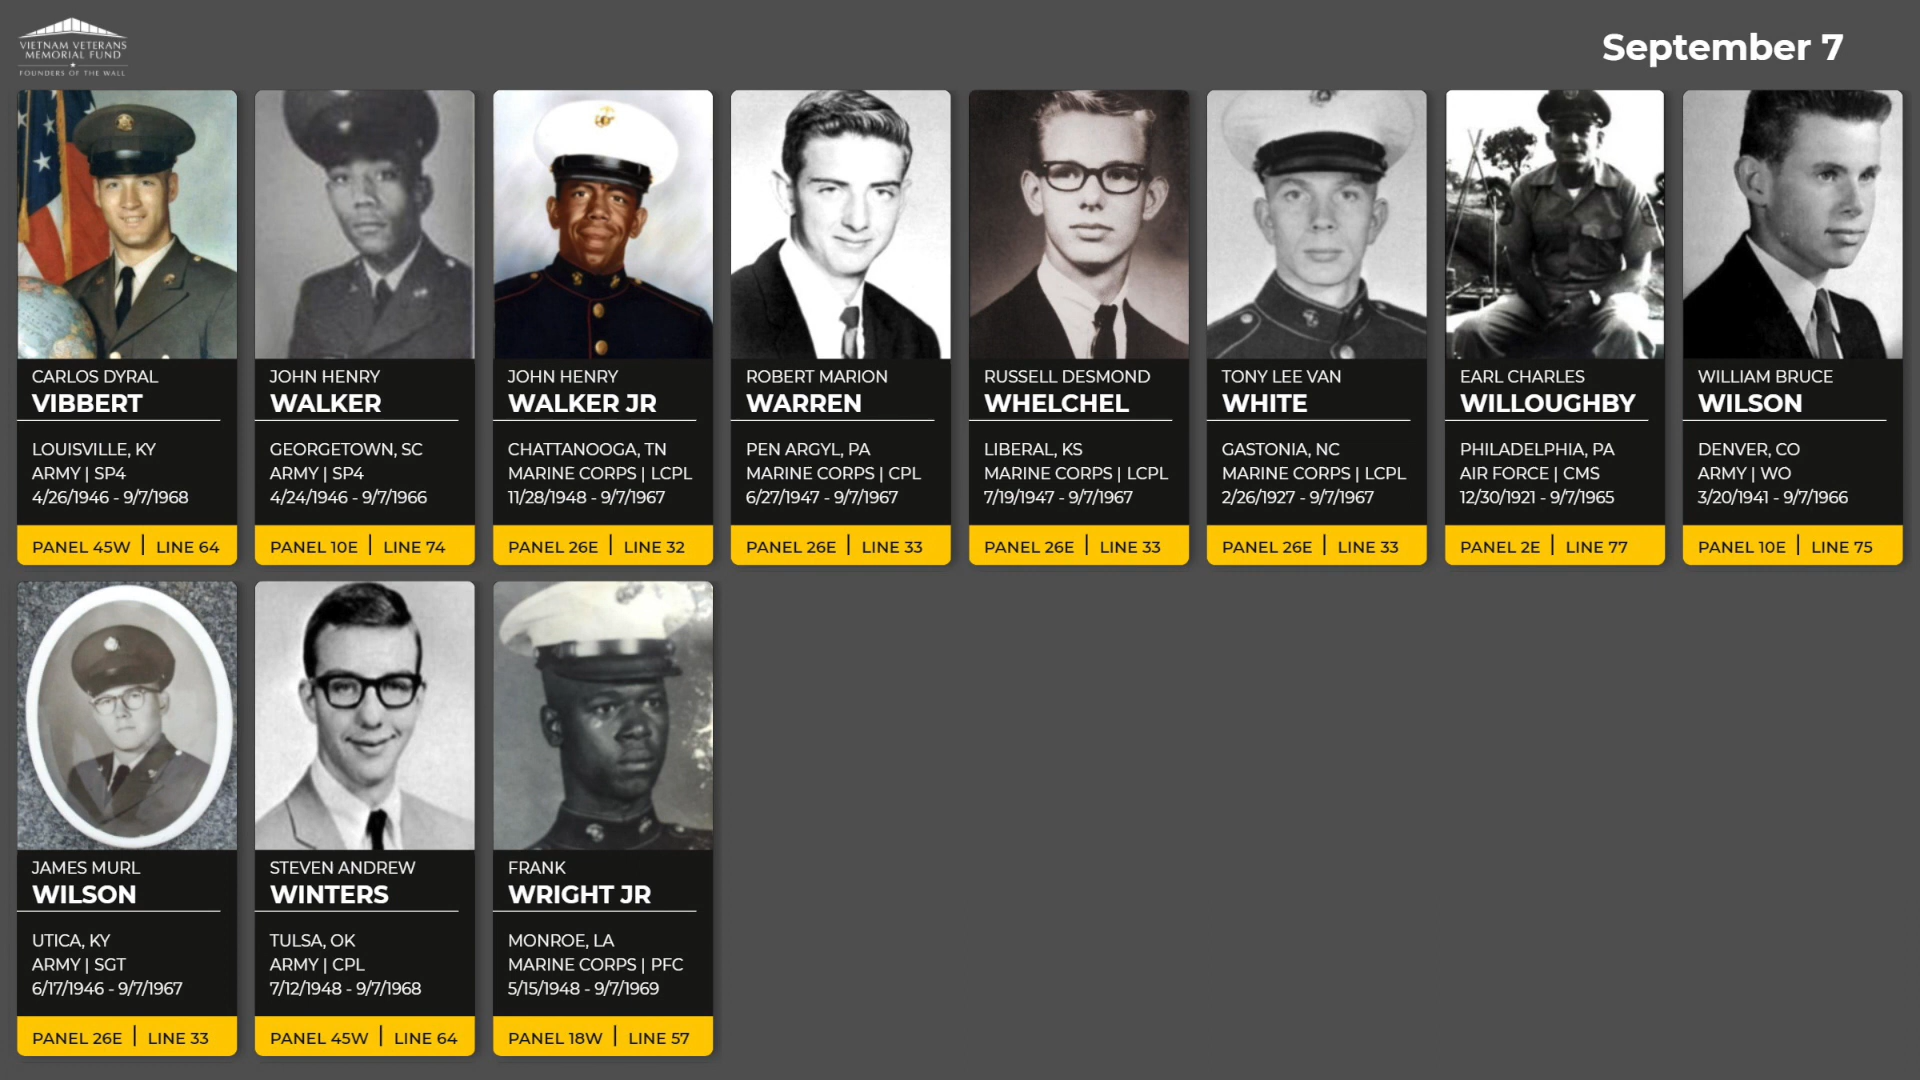 VIETNAM VETERANS
MEMORIAL FUND
FOUNDERS OF THE WALL
September 7
CARLOS DYRAL
VIBBERT
LOUISVILLE, KY
ARMY | SP4
4/26/1946 - 9/7/1968
PANEL 45W | LINE 64
JOHN HENRY
WALKER
GEORGETOWN, SC
ARMY | SP4
4/24/1946 - 9/7/1966
PANEL 10E | LINE 74
JOHN HENRY
WALKER JR
CHATTANOOGA, TN
MARINE CORPS | LCPL
11/28/1948 - 9/7/1967
PANEL 26E | LINE 32
ROBERT MARION
WARREN
PEN ARGYL, PA
MARINE CORPS | CPL
6/27/1947 - 9/7/1967
PANEL 26E | LINE 33
RUSSELL DESMOND
WHELCHEL
LIBERAL, KS
MARINE CORPS | LCPL
7/19/1947 - 9/7/1967
PANEL 26E | LINE 33
TONY LEE VAN
WHITE
GASTONIA, NC
MARINE CORPS | LCPL
2/26/1927 - 9/7/1967
PANEL 26E | LINE 33
EARL CHARLES
WILLOUGHBY
PHILADELPHIA, PA
AIR FORCE | CMS
12/30/1921 - 9/7/1965
PANEL 2E | LINE 77
WILLIAM BRUCE
WILSON
DENVER, CO
ARMY | WO
3/20/1941 - 9/7/1966
PANEL 10E | LINE 75
JAMES MURL
WILSON
UTICA, KY
ARMY | SGT
6/17/1946 - 9/7/1967
PANEL 26E | LINE 33
STEVEN ANDREW
WINTERS
TULSA, OK
ARMY | CPL
7/12/1948 - 9/7/1968
PANEL 45W | LINE 64
FRANK
WRIGHT JR
MONROE, LA
MARINE CORPS | PFC
5/15/1948 - 9/7/1969
PANEL 18W | LINE 57